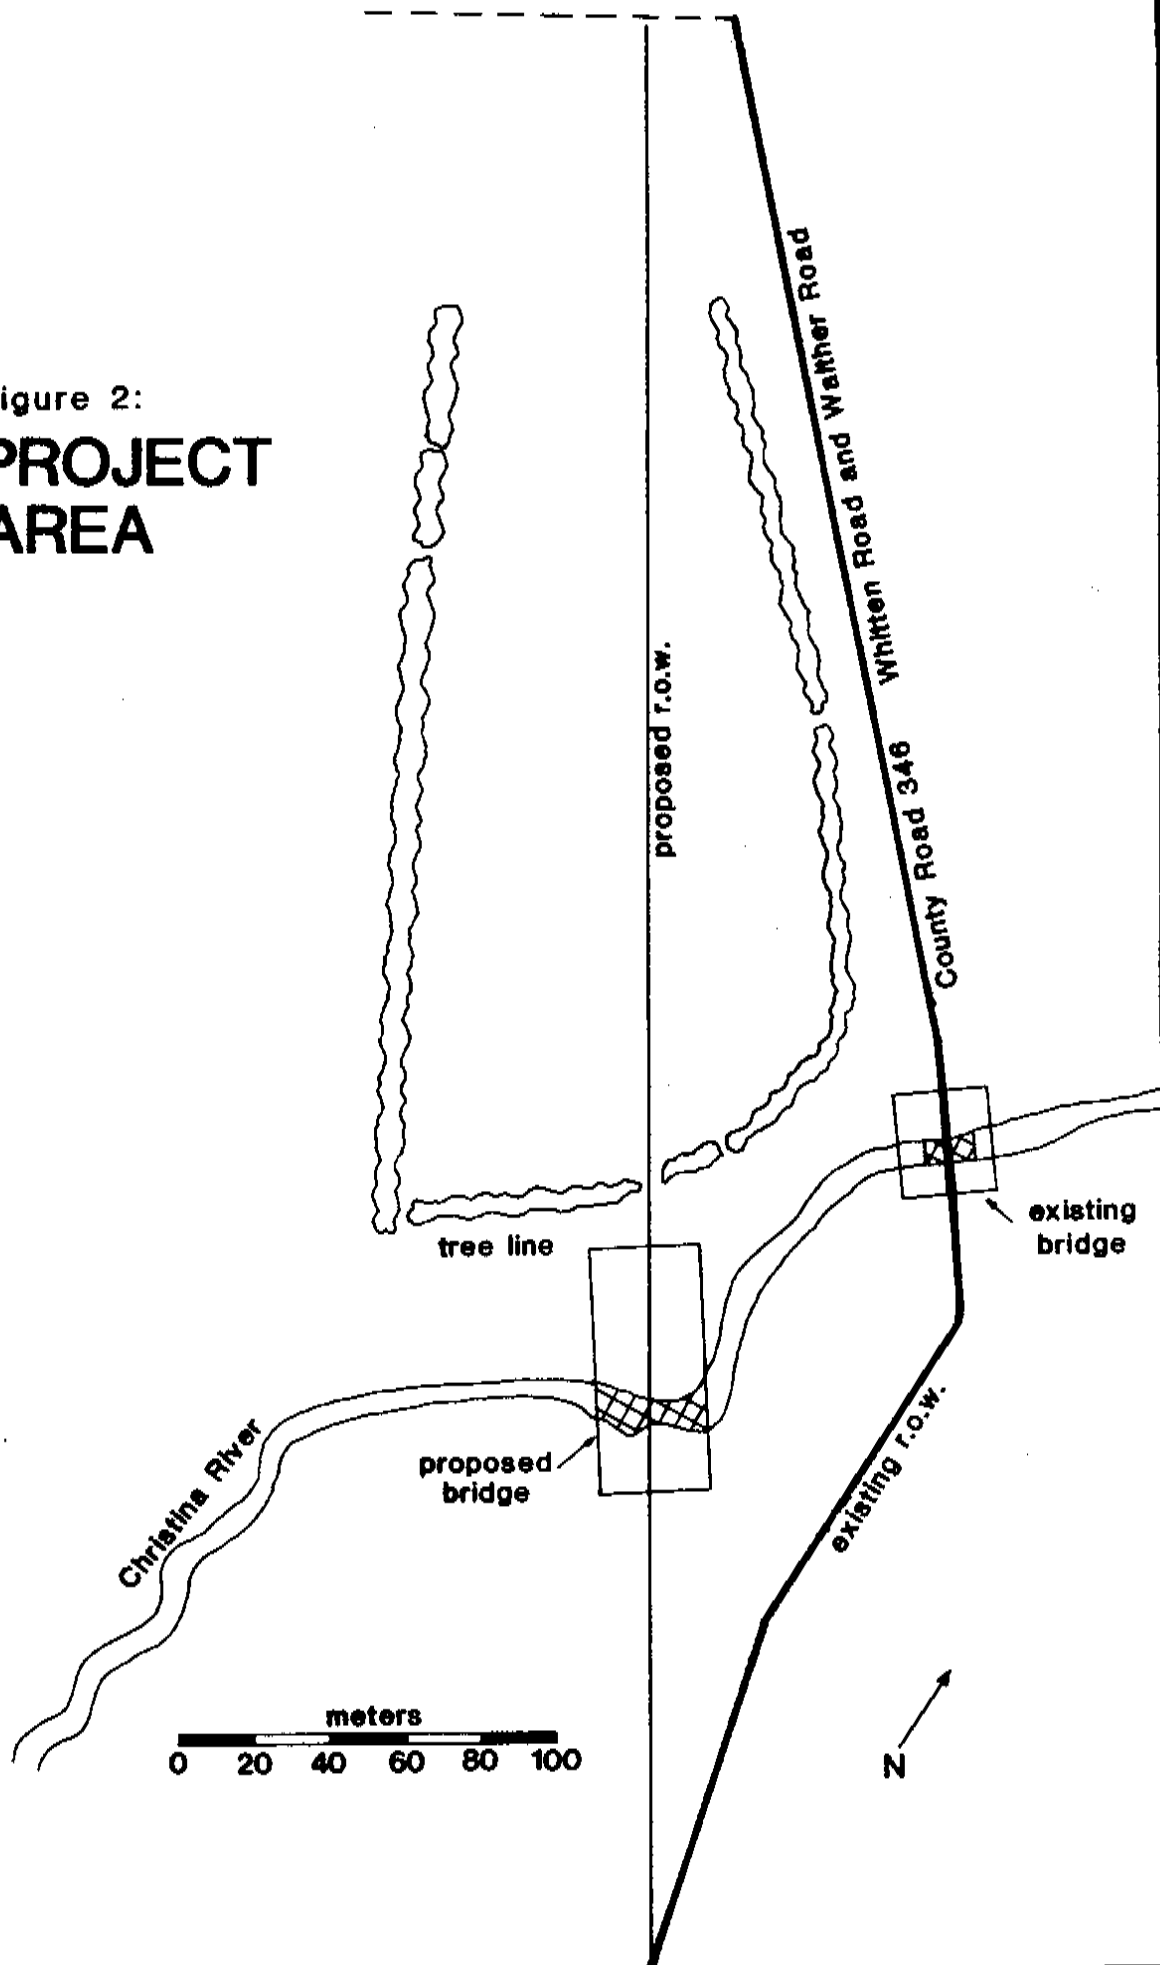 igure 2:
PROJECT
AREA
Whitten Road and Walther Road
proposed r.o.w.
County Road 346
existing
bridge
tree line
existing r.o.w.
Christina River
proposed
bridge
meters
0 20 40 60 80 100
N